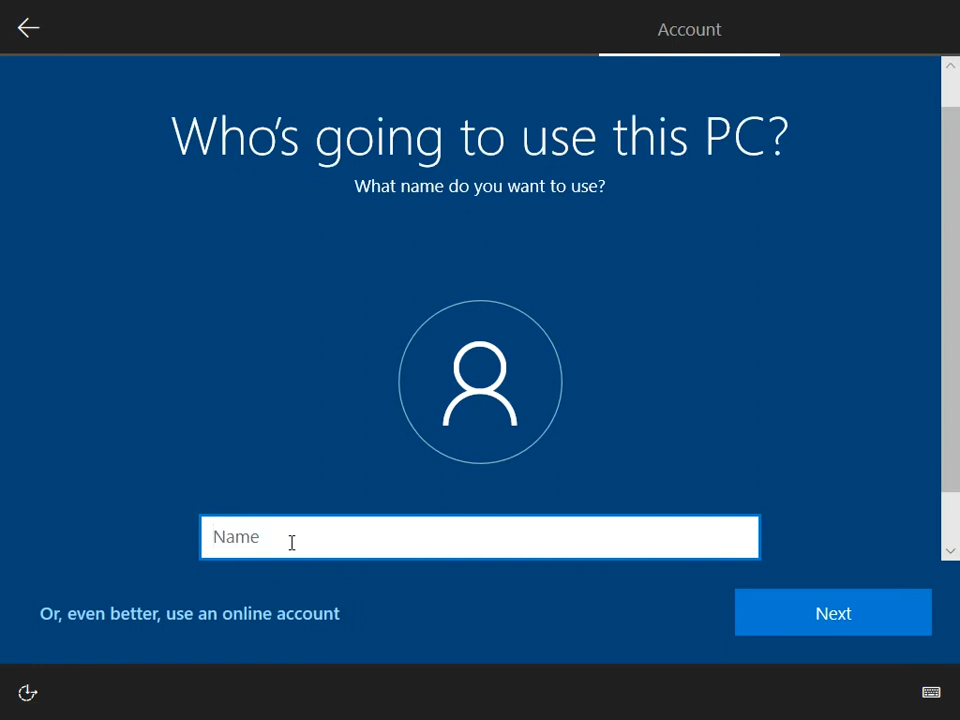 Account
Who's going to use this PC?
What name do you want to use?
Name
Or, even better, use an online account
Next